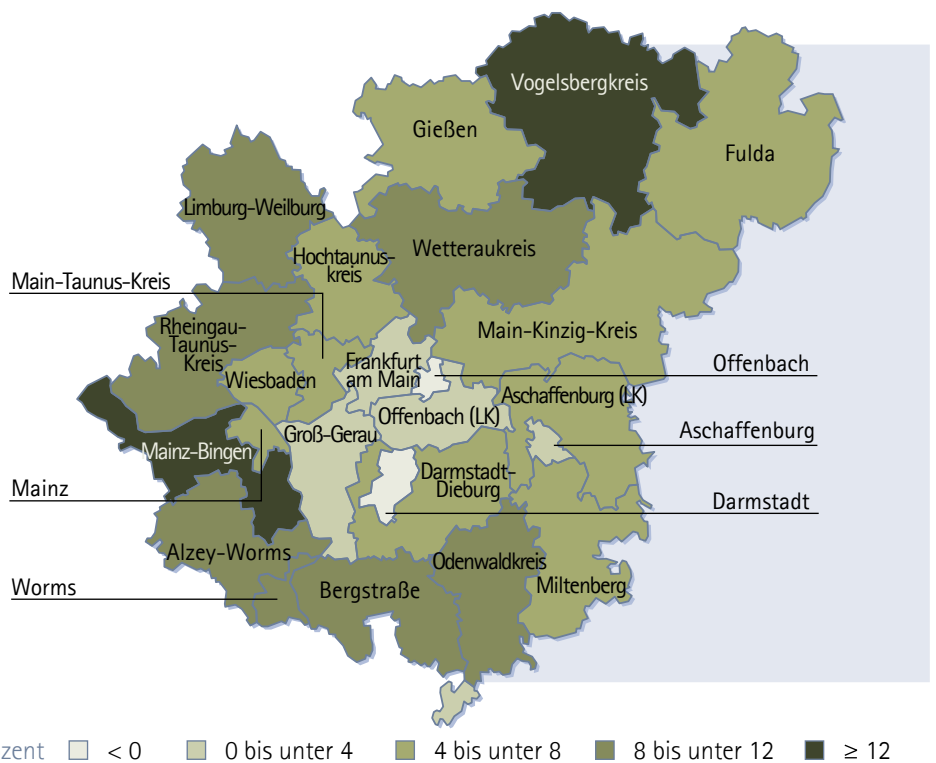 Vogelsbergkreis
Gießen
Fulda
Limburg-Weilburg
Wetteraukreis
Hochtaunus-
kreis
Main-Taunus-Kreis
Rheingau-
Taunus-
Kreis
Main-Kinzig-Kreis
Frankfurt
am Main
Offenbach
Wiesbaden
Aschaffenburg (LK)
Offenbach (LK)
Groß-Gerau
Aschaffenburg
Mainz-Bingen
Darmstadt-
Dieburg
Mainz
Darmstadt
Alzey-Worms
Odenwaldkreis
Worms
Bergstraße
Miltenberg
zent < 0 0 bis unter 4 4 bis unter 8 8 bis unter 12 ≥ 12